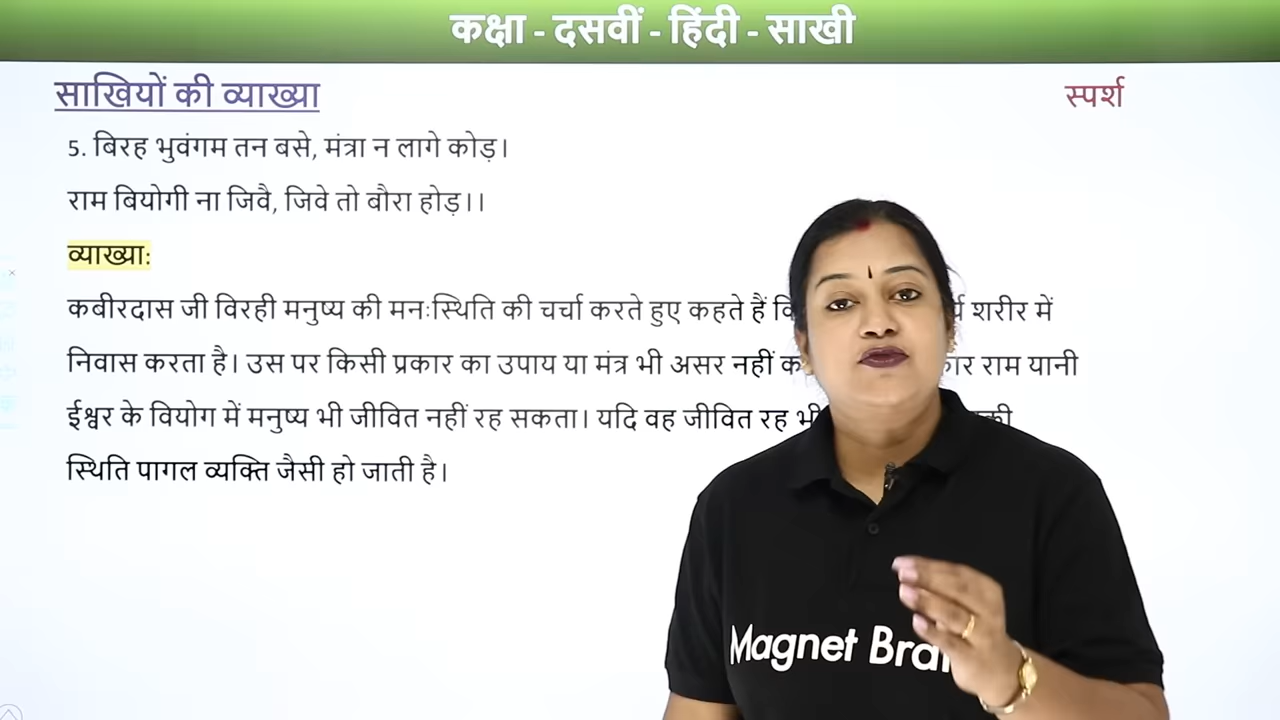 कक्षा - दसवीं - हिंदी - साखी
साखियों की व्याख्या
स्पर्श
5. बिरह भुवंगम तन बसे, मंत्रा न लागे कोड़।
राम बियोगी ना जिवै, जिवे तो बौरा होड़।।
व्याख्या:
कबीरदास जी विरही मनुष्य की मनःस्थिति की चर्चा करते हुए कहते हैं शरीर में
निवास करता है। उस पर किसी प्रकार का उपाय या मंत्र भी असर नहीं राम यानी
ईश्वर के वियोग में मनुष्य भी जीवित नहीं रह सकता। यदि वह जीवित रह
स्थिति पागल व्यक्ति जैसी हो जाती है।
Magnet